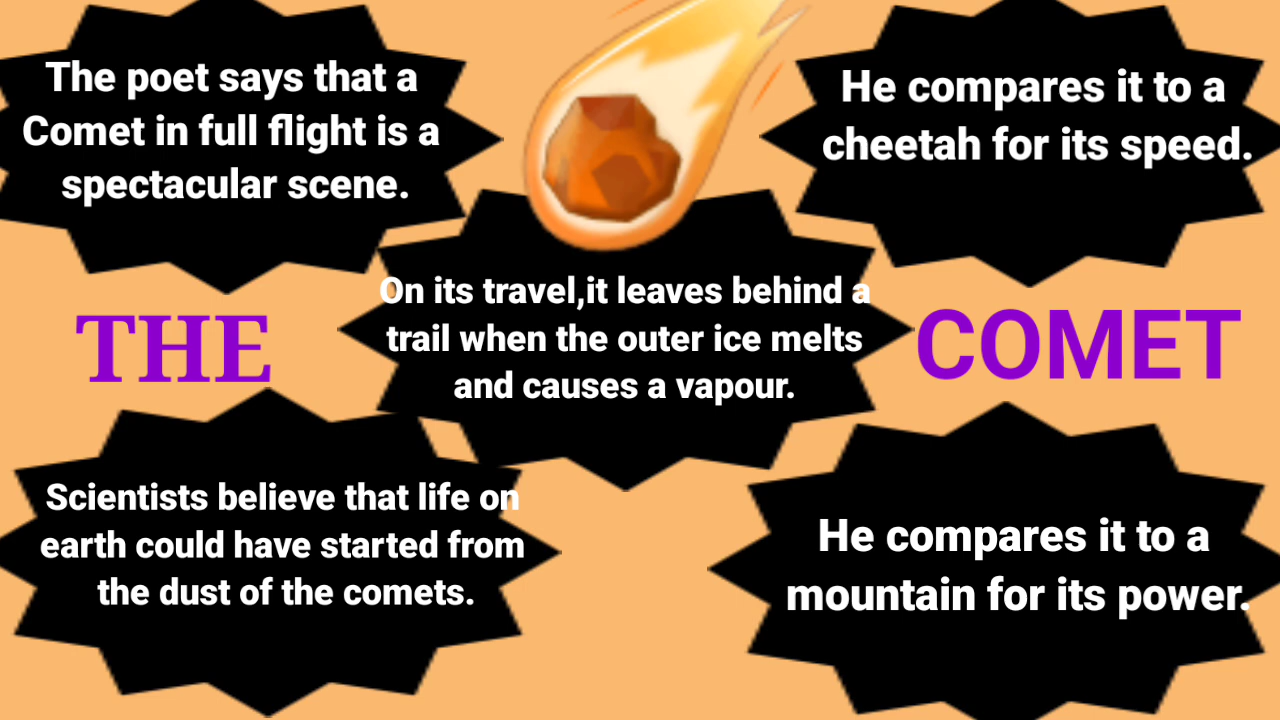 The poet says that a
Comet in full flight is a
spectacular scene.
He compares it to a
cheetah for its speed.
On its travel,it leaves behind a
trail when the outer ice melts
and causes a vapour.
THE
COMET
Scientists believe that life on
earth could have started from
the dust of the comets.
He compares it to a
mountain for its power.